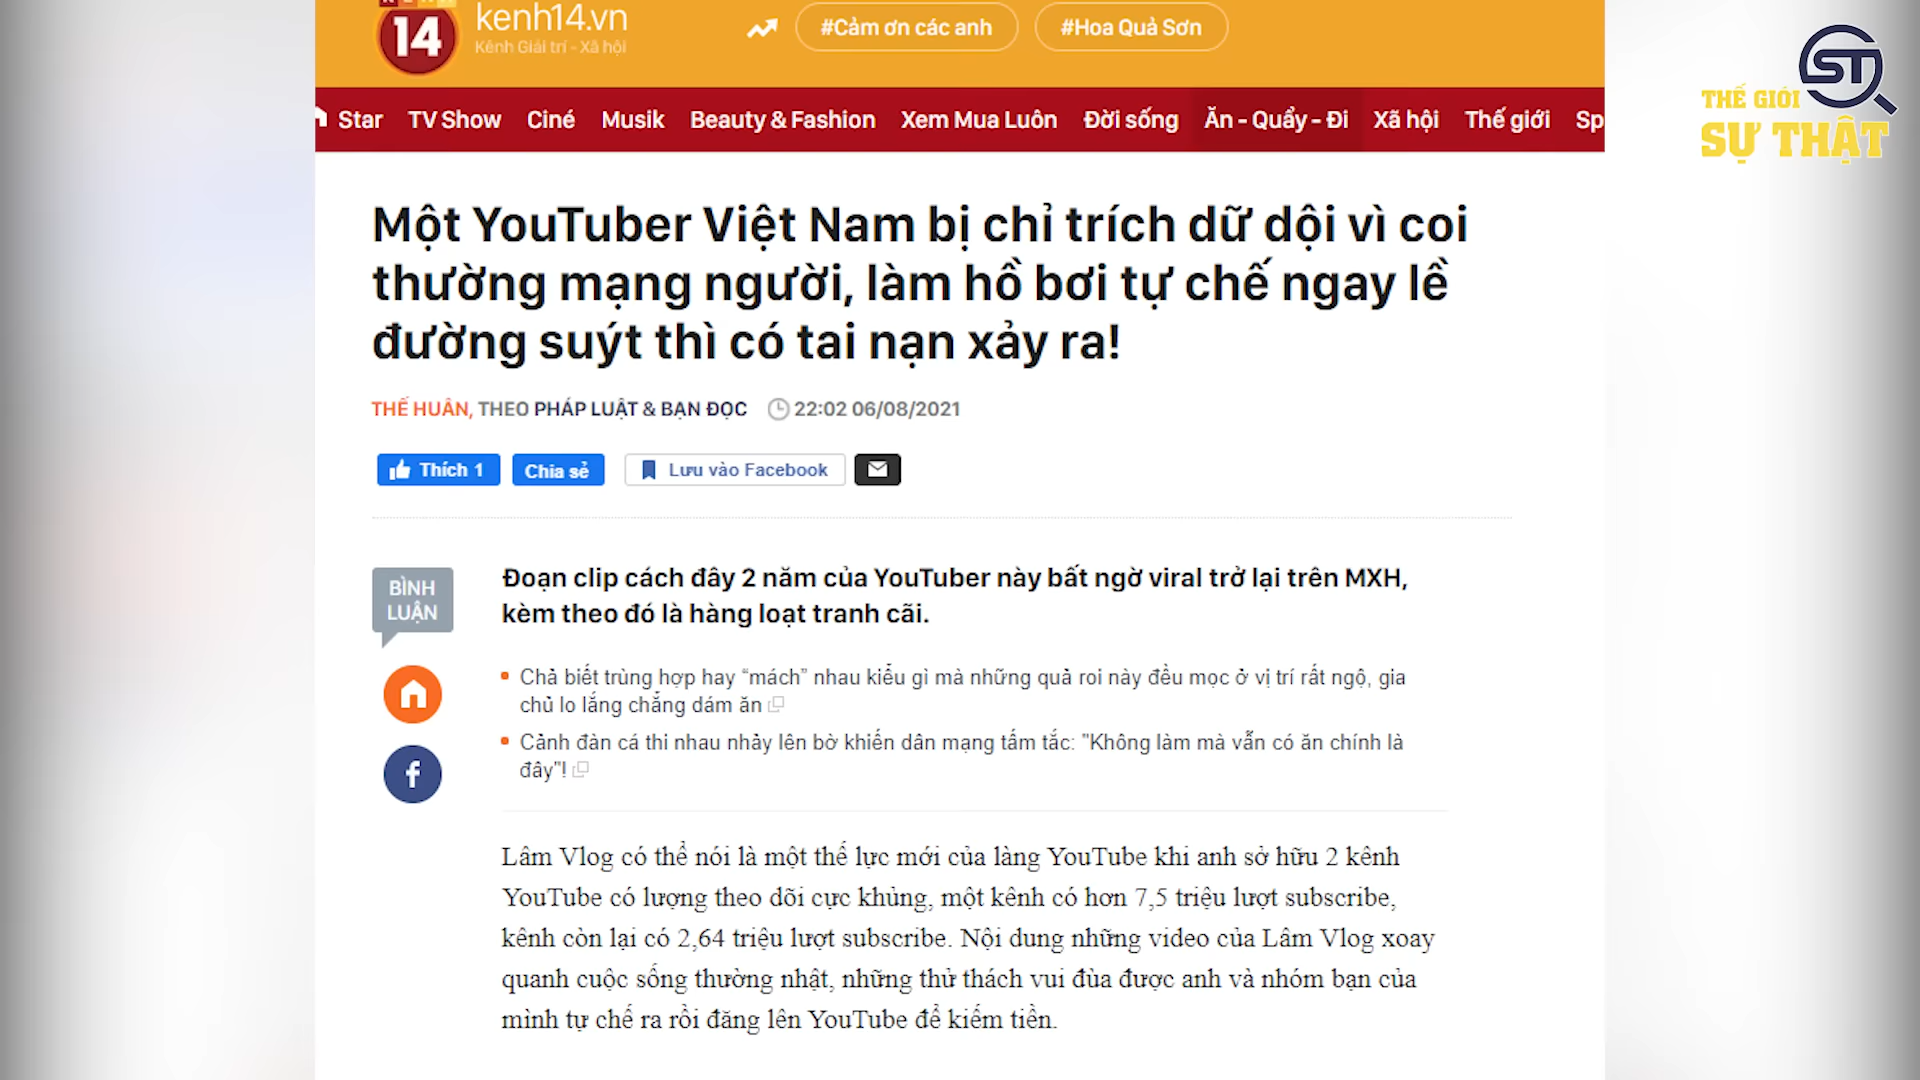 14
kenh14.vn
Kênh Giải trí - Xã hội
#Cảm ơn các anh
#Hoa Quả Sơn
ST
THẾ GIỚI
SỰ THẬT
Star TV Show Ciné Musik Beauty & Fashion Xem Mua Luôn Đời sống Ăn - Quẩy - Đi Xã hội Thế giới Sp
Một YouTuber Việt Nam bị chỉ trích dữ dội vì coi
thường mạng người, làm hồ bơi tự chế ngay lề
đường suýt thì có tai nạn xảy ra!
THẾ HUÂN, THEO PHÁP LUẬT & BẠN ĐỌC 22:02 06/08/2021
Thích 1 Chia sẻ Lưu vào Facebook
BÌNH
LUẬN
Đoạn clip cách đây 2 năm của YouTuber này bất ngờ viral trở lại trên MXH,
kèm theo đó là hàng loạt tranh cãi.
Chả biết trùng hợp hay “mách” nhau kiểu gì mà những quả roi này đều mọc ở vị trí rất ngộ, gia
chủ lo lắng chẳng dám ăn
Cảnh đàn cá thi nhau nhảy lên bờ khiến dân mạng tấm tắc: "Không làm mà vẫn có ăn chính là
đây"!
Lâm Vlog có thể nói là một thế lực mới của làng YouTube khi anh sở hữu 2 kênh
YouTube có lượng theo dõi cực khủng, một kênh có hơn 7,5 triệu lượt subscribe,
kênh còn lại có 2,64 triệu lượt subscribe. Nội dung những video của Lâm Vlog xoay
quanh cuộc sống thường nhật, những thử thách vui đùa được anh và nhóm bạn của
mình tự chế ra rồi đăng lên YouTube để kiếm tiền.